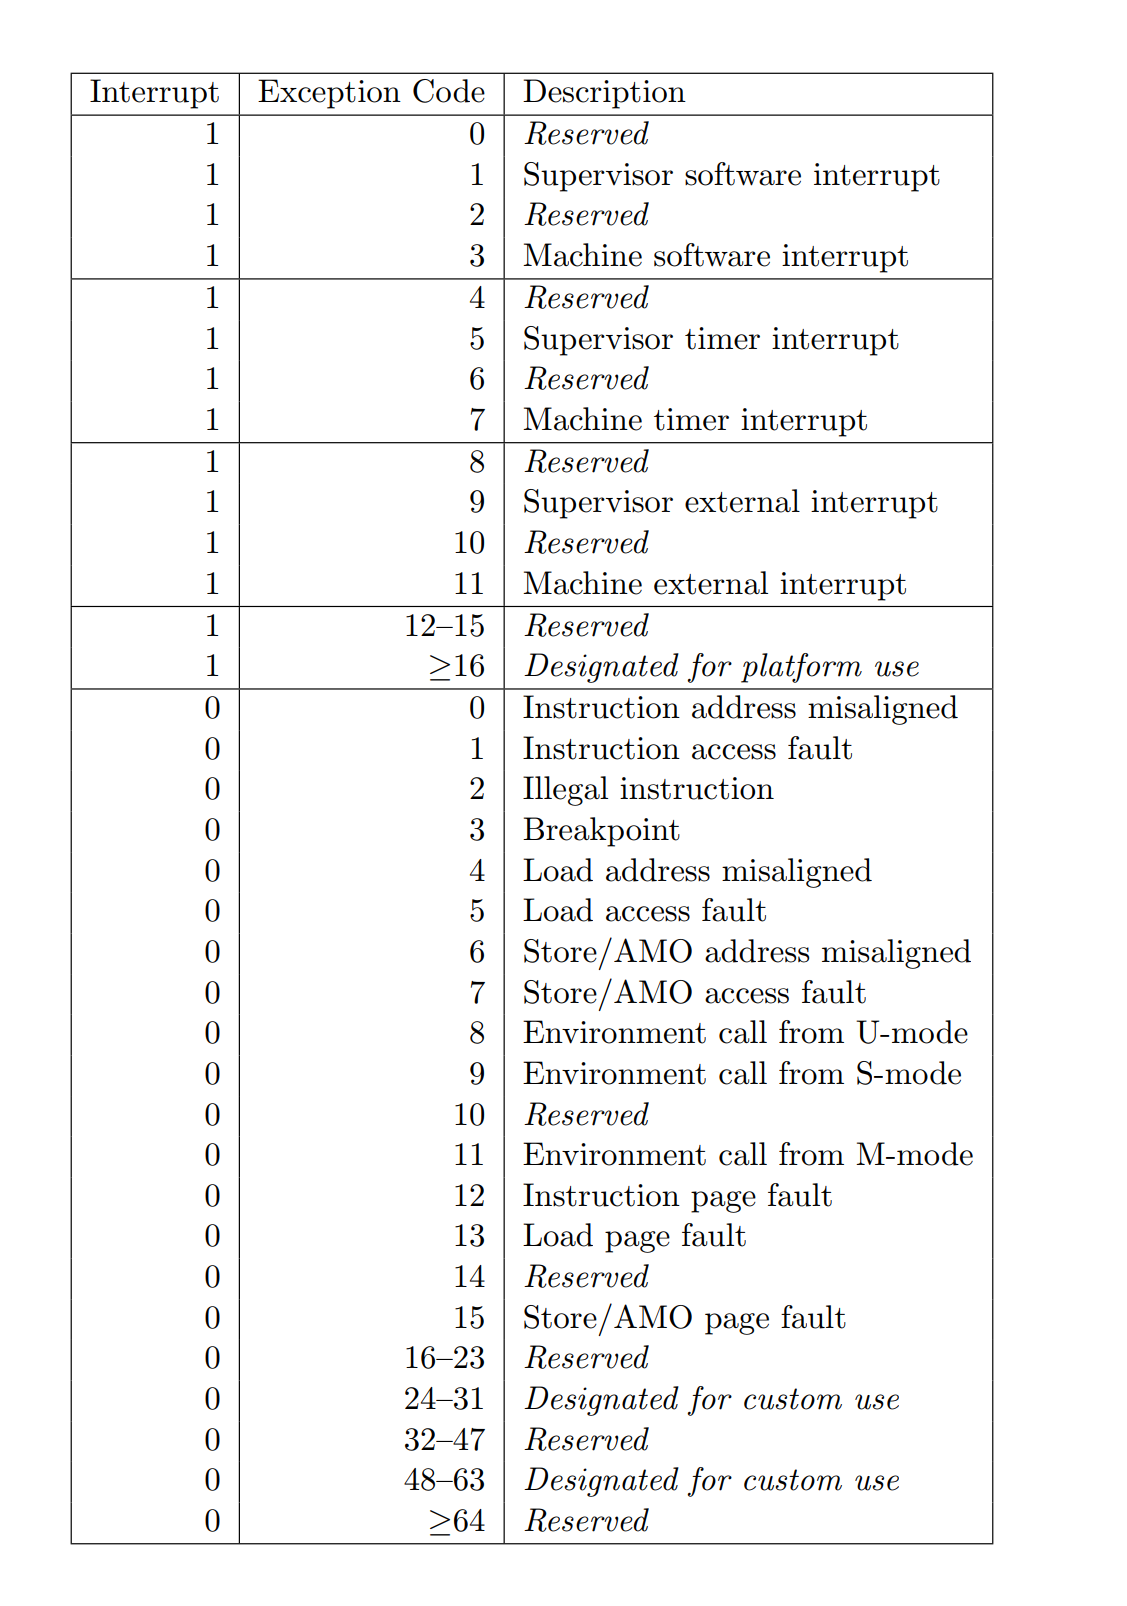 Interrupt Exception Code Description
1 0 Reserved
1 1 Supervisor software interrupt
1 2 Reserved
1 3 Machine software interrupt
1 4 Reserved
1 5 Supervisor timer interrupt
1 6 Reserved
1 7 Machine timer interrupt
1 8 Reserved
1 9 Supervisor external interrupt
1 10 Reserved
1 11 Machine external interrupt
1 12–15 Reserved
1 ≥16 Designated for platform use
0 0 Instruction address misaligned
0 1 Instruction access fault
0 2 Illegal instruction
0 3 Breakpoint
0 4 Load address misaligned
0 5 Load access fault
0 6 Store/AMO address misaligned
0 7 Store/AMO access fault
0 8 Environment call from U-mode
0 9 Environment call from S-mode
0 10 Reserved
0 11 Environment call from M-mode
0 12 Instruction page fault
0 13 Load page fault
0 14 Reserved
0 15 Store/AMO page fault
0 16–23 Reserved
0 24–31 Designated for custom use
0 32–47 Reserved
0 48–63 Designated for custom use
0 ≥64 Reserved